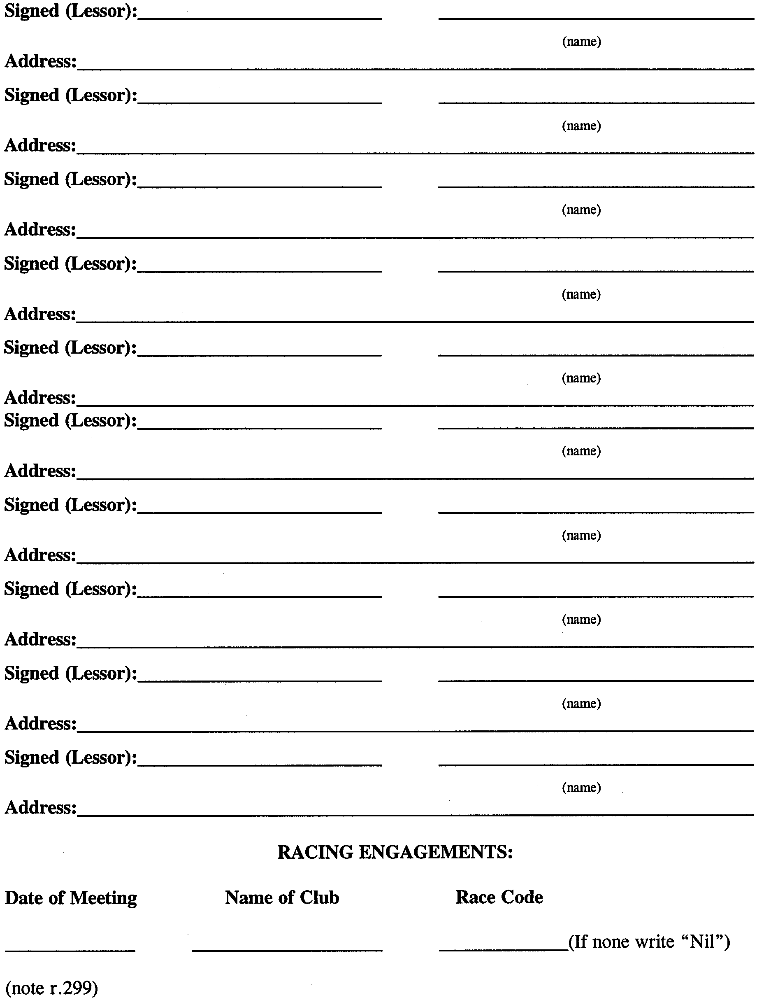 Signed (Lessor):
(name)
Address:
Signed (Lessor):
(name)
Address:
Signed (Lessor):
(name)
Address:
Signed (Lessor):
(name)
Address:
Signed (Lessor):
(name)
Address:
Signed (Lessor):
(name)
Address:
Signed (Lessor):
(name)
Address:
Signed (Lessor):
(name)
Address:
Signed (Lessor):
(name)
Address:
Signed (Lessor):
(name)
Address:
RACING ENGAGEMENTS:
Date of Meeting Name of Club Race Code
(If none write “Nil”)
(note r.299)